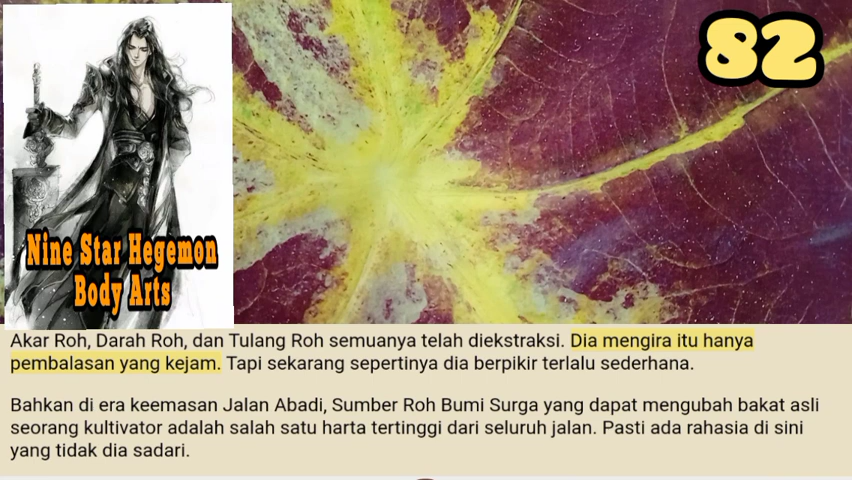 82
Nine Star Hegemon
Body Arts
Akar Roh, Darah Roh, dan Tulang Roh semuanya telah diekstraksi. Dia mengira itu hanya
pembalasan yang kejam. Tapi sekarang sepertinya dia berpikir terlalu sederhana.
Bahkan di era keemasan Jalan Abadi, Sumber Roh Bumi Surga yang dapat mengubah bakat asli
seorang kultivator adalah salah satu harta tertinggi dari seluruh jalan. Pasti ada rahasia di sini
yang tidak dia sadari.